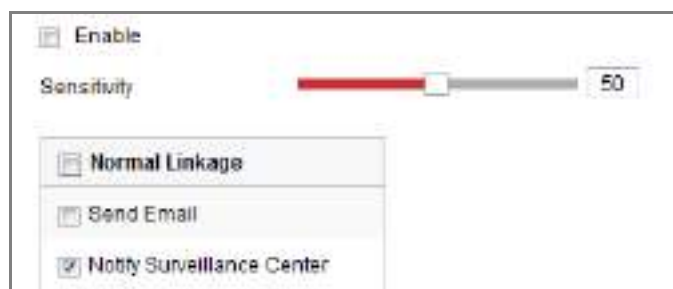 Enable
Sensitivity 50
Normal Linkage
Send Email
Notify Surveillance Center